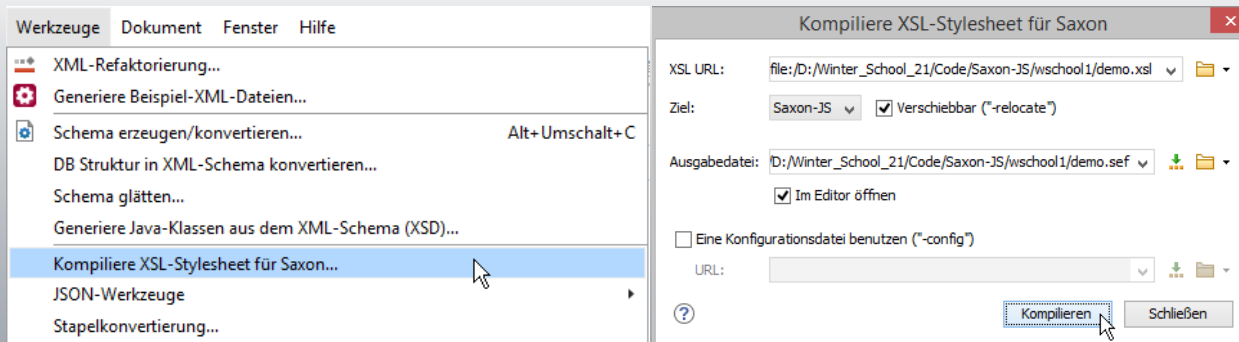 Werkzeuge Dokument Fenster Hilfe
XML-Refaktorierung...
Generiere Beispiel-XML-Dateien...
Schema erzeugen/konvertieren... Alt+Umschalt+C
DB Struktur in XML-Schema konvertieren...
Schema glätten...
Generiere Java-Klassen aus dem XML-Schema (XSD)...
Kompiliere XSL-Stylesheet für Saxon...
JSON-Werkzeuge
Stapelkonvertierung...
Kompiliere XSL-Stylesheet für Saxon
XSL URL: file:/D:/Winter_School_21/Code/Saxon-JS/wschool1/demo.xsl
Ziel: Saxon-JS Verschiebbar ("-relocate")
Ausgabedatei: /D:/Winter_School_21/Code/Saxon-JS/wschool1/demo.sef
Im Editor öffnen
Eine Konfigurationsdatei benutzen ("-config")
URL:
Kompilieren Schließen